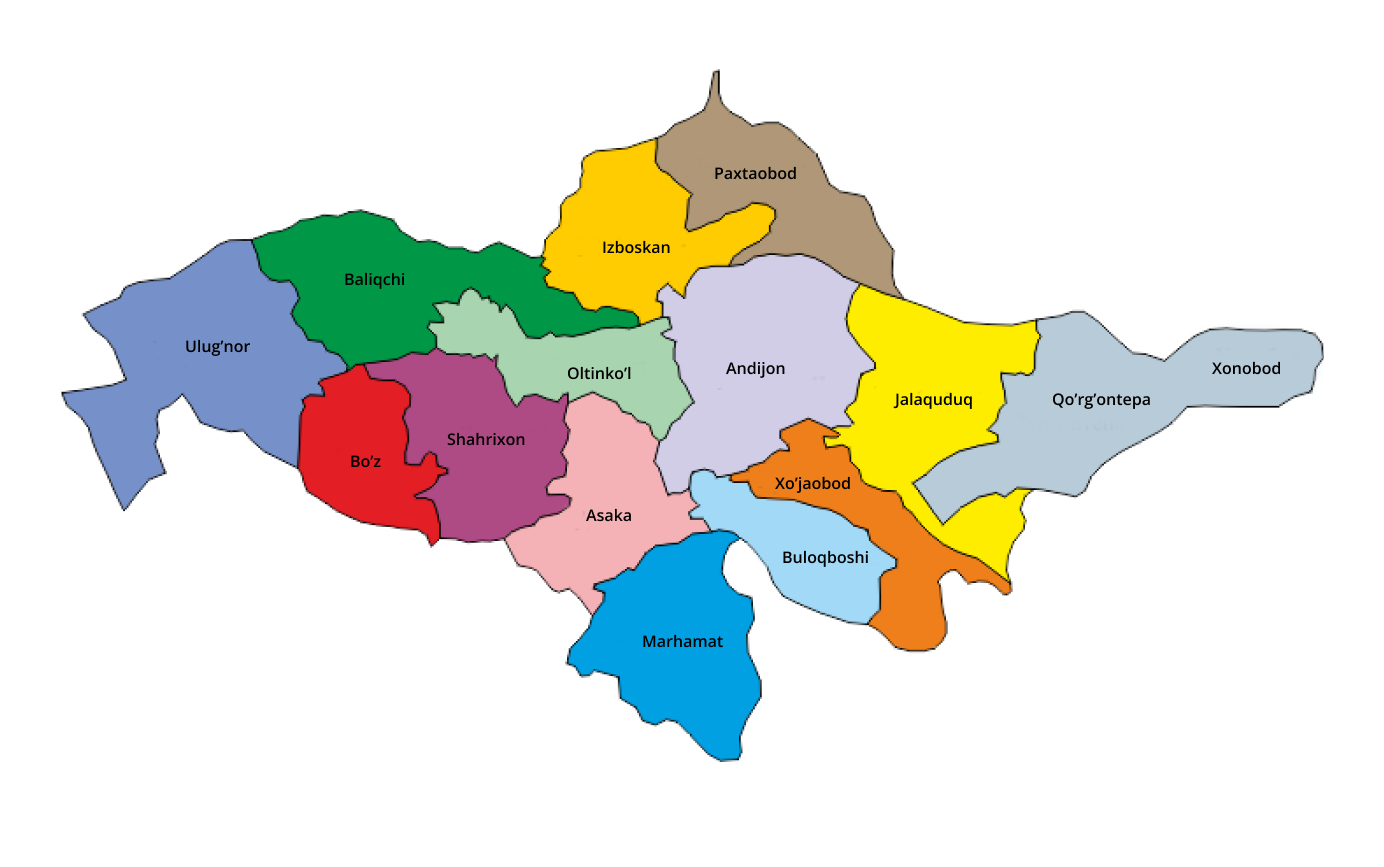 Paxtaobod
Izboskan
Baliqchi
Ulug’nor
Oltinko’l
Andijon
Xonobod
Jalaquduq
Qo’rg’ontepa
Shahrixon
Bo’z
Xo’jaobod
Asaka
Buloqboshi
Marhamat